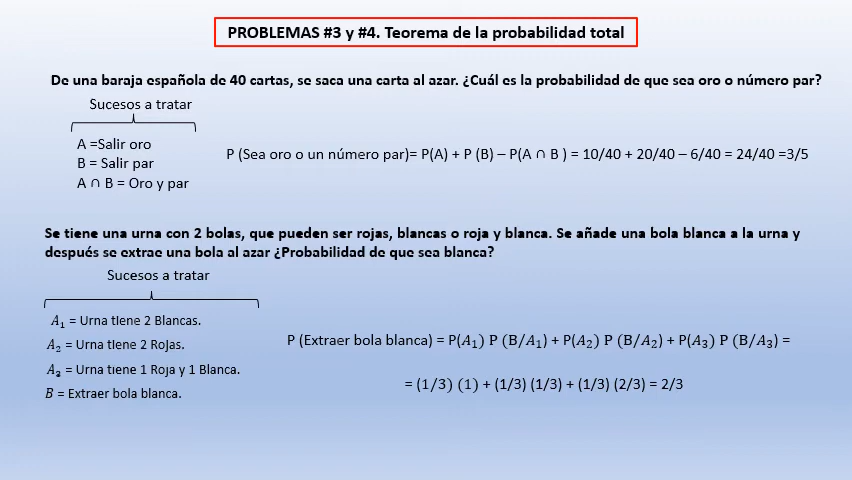 PROBLEMAS #3 y #4. Teorema de la probabilidad total
De una baraja española de 40 cartas, se saca una carta al azar. ¿Cuál es la probabilidad de que sea oro o número par?
Sucesos a tratar
A =Salir oro
B = Salir par
A ∩ B = Oro y par
P (Sea oro o un número par)= P(A) + P (B) – P(A ∩ B ) = 10/40 + 20/40 – 6/40 = 24/40 =3/5
Se tiene una urna con 2 bolas, que pueden ser rojas, blancas o roja y blanca. Se añade una bola blanca a la urna y
después se extrae una bola al azar ¿Probabilidad de que sea blanca?
Sucesos a tratar
A₁ = Urna tiene 2 Blancas.
A₂ = Urna tiene 2 Rojas.
A₃ = Urna tiene 1 Roja y 1 Blanca.
B = Extraer bola blanca.
P (Extraer bola blanca) = P(A₁) P (B/A₁) + P(A₂) P (B/A₂) + P(A₃) P (B/A₃) =
= (1/3) (1) + (1/3) (1/3) + (1/3) (2/3) = 2/3